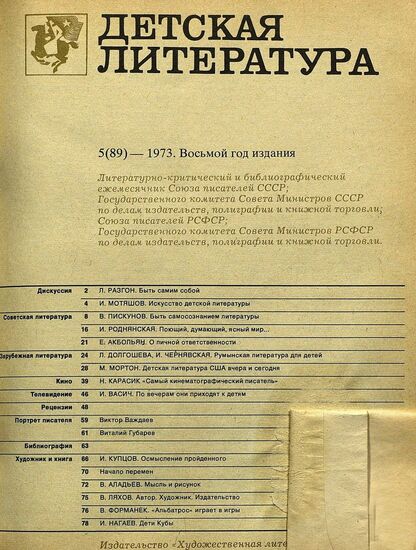 ДЕТСКАЯ
ЛИТЕРАТУРА
5(89) — 1973. Восьмой год издания
Литературно-критический и библиографический
ежемесячник Союза писателей СССР;
Государственного комитета Совета Министров СССР
по делам издательств, полиграфии и книжной торговли;
Союза писателей РСФСР;
Государственного комитета Совета Министров РСФСР
по делам издательств, полиграфии и книжной торговли.
Дискуссия 2 Л. РАЗГОН. Быть самим собой
4 И. МОТЯШОВ. Искусство детской литературы
Советская литература 8 В. ПИСКУНОВ. Быть самосознанием литературы
16 И. РОДНЯНСКАЯ. Поющий, думающий, ясный мир...
21 Е. АКБОЛЬЯН. О личной ответственности
Зарубежная литература 24 Л. ДОЛГОШЕВА, И. ЧЕРНЯВСКАЯ. Румынская литература для детей
28 М. МОРТОН. Детская литература США вчера и сегодня
Кино 39 Н. КАРАСИК «Самый кинематографический писатель»
Телевидение 46 И. ВАСИЧ. По вечерам они приходят к детям
Рецензии 48
Портрет писателя 59 Виктор Важдаев
61 Виталий Губарев
Библиография 63
Художник и книга 66 И. КУПЦОВ. Осмысление пройденного
70 Начало перемен
72 В. АЛАДЬЕВ. Мысль и рисунок
75 В. ЛЯХОВ. Автор. Художник. Издательство
76 В. ФОРМАНЕК. «Альбатрос» играет в игры
78 И. НАГАЕВ. Дети Кубы
Издательство «Художественная лите